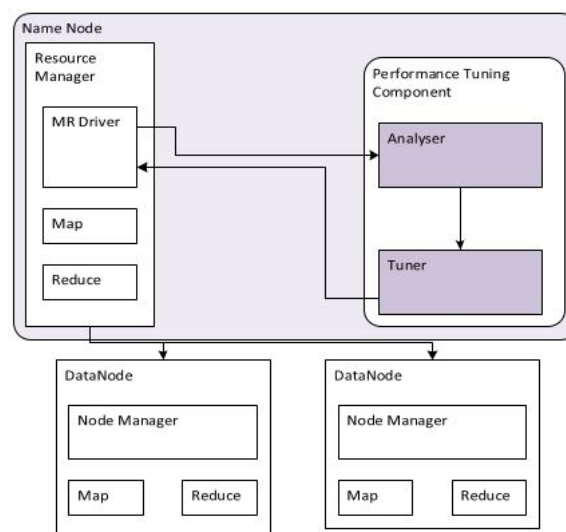 Name Node
Resource
Manager
MR Driver
Map
Reduce
Performance Tuning
Component
Analyser
Tuner
DataNode
Node Manager
Map
Reduce
DataNode
Node Manager
Map
Reduce